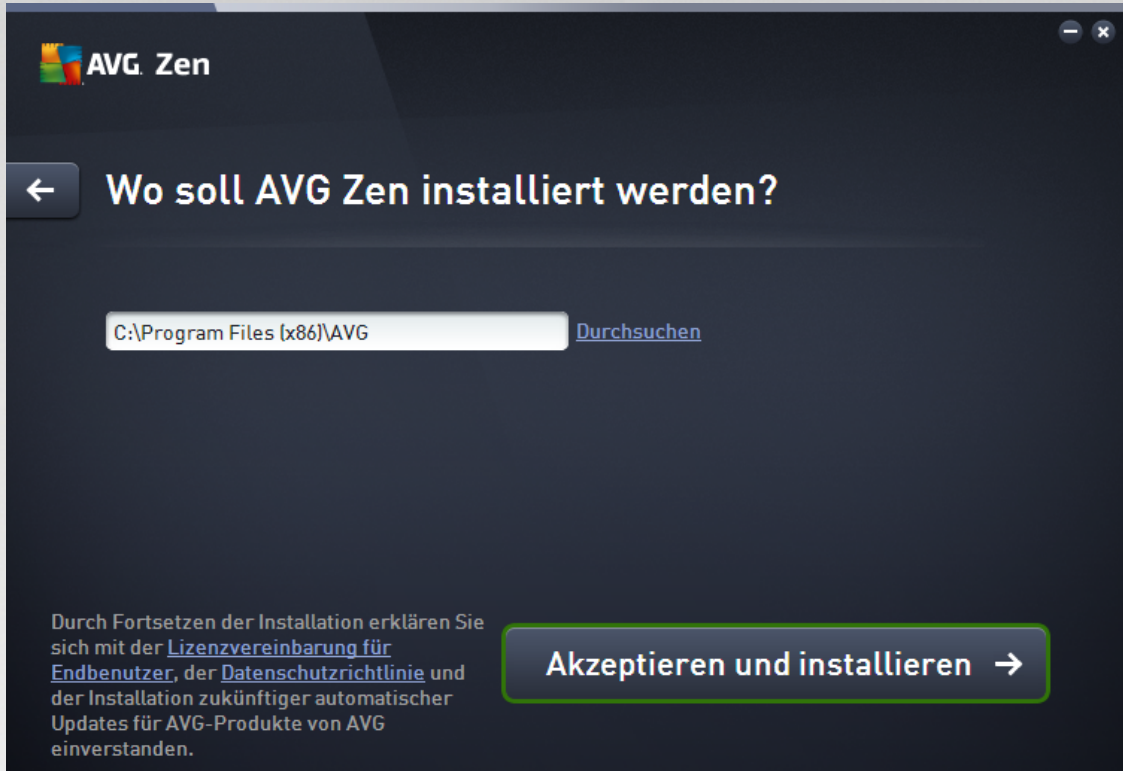 AVG. Zen
Wo soll AVG Zen installiert werden?
C:\Program Files (x86)\AVG Durchsuchen
Durch Fortsetzen der Installation erklären Sie
sich mit der Lizenzvereinbarung für
Endbenutzer, der Datenschutzrichtlinie und
der Installation zukünftiger automatischer
Updates für AVG-Produkte von AVG
einverstanden.
Akzeptieren und installieren →